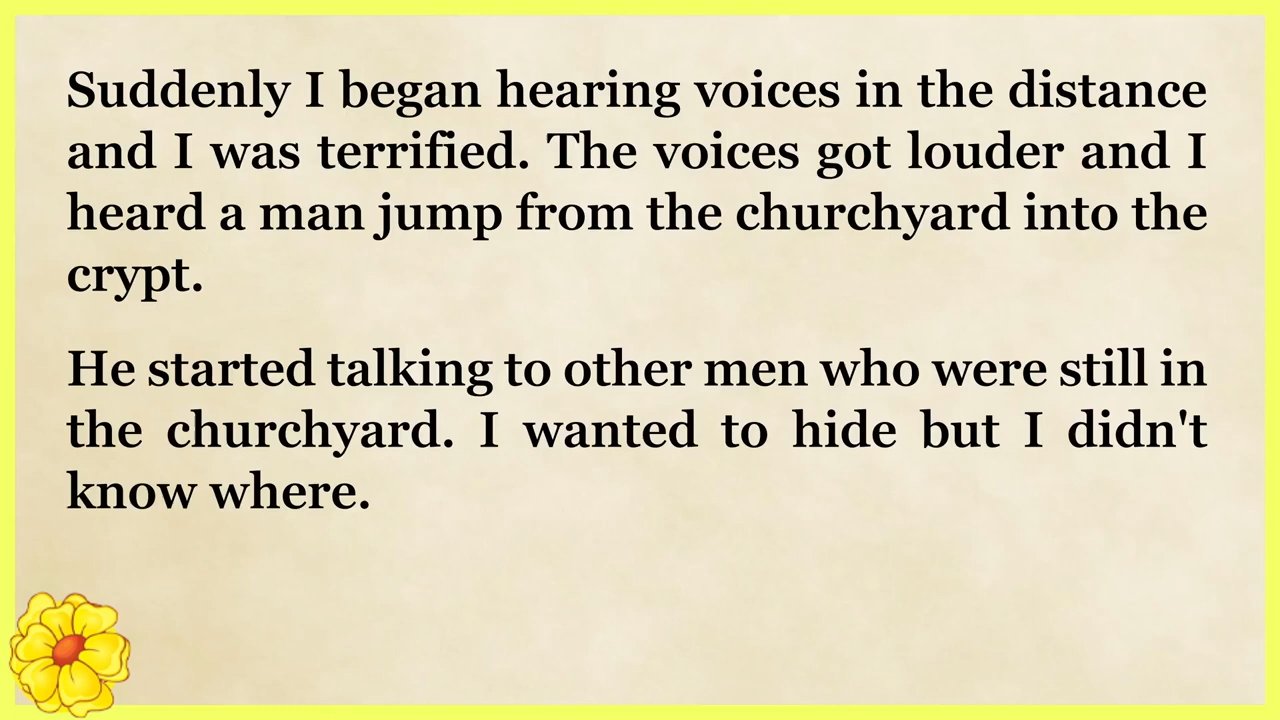 Suddenly I began hearing voices in the distance
and I was terrified. The voices got louder and I
heard a man jump from the churchyard into the
crypt.
He started talking to other men who were still in
the churchyard. I wanted to hide but I didn't
know where.